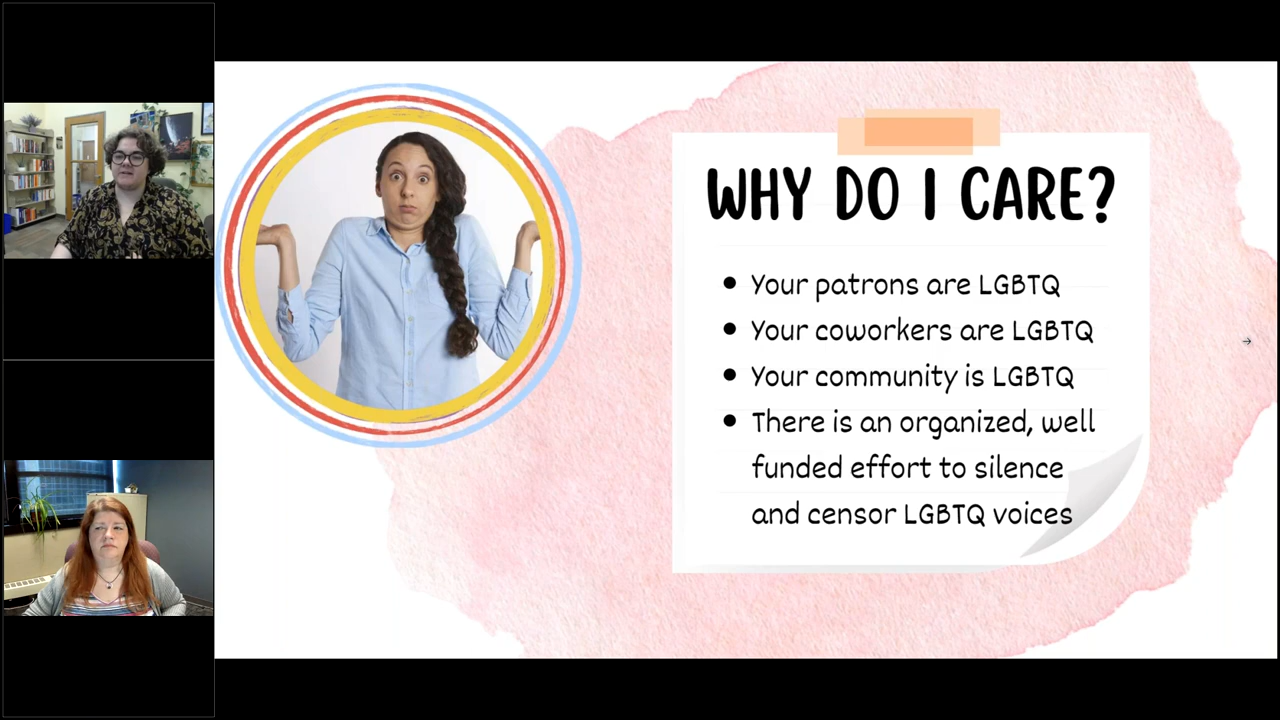 WHY DO I CARE?
• Your patrons are LGBTQ
• Your coworkers are LGBTQ
• Your community is LGBTQ
• There is an organized, well
funded effort to silence
and censor LGBTQ voices